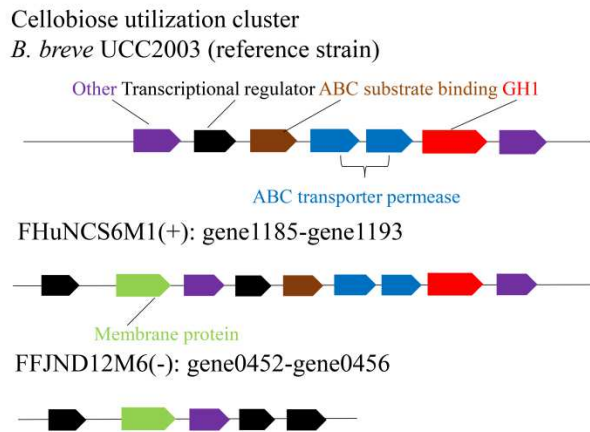 Cellobiose utilization cluster
B. breve UCC2003 (reference strain)
Other Transcriptional regulator ABC substrate binding GH1
ABC transporter permease
FHuNCS6M1(+): gene1185-gene1193
Membrane protein
FFJND12M6(-): gene0452-gene0456